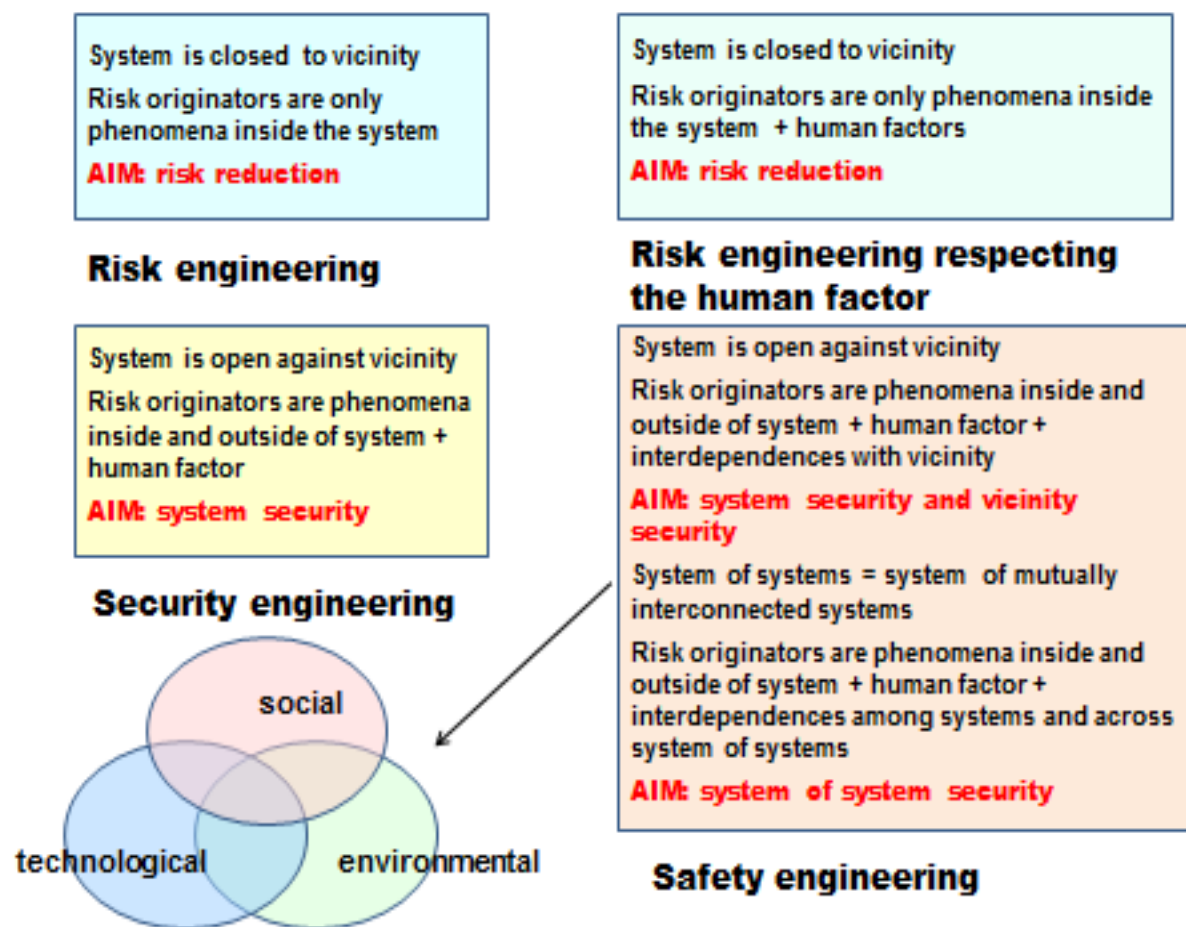 System is closed to vicinity
Risk originators are only
phenomena inside the system
AIM: risk reduction
Risk engineering
System is closed to vicinity
Risk originators are only phenomena inside
the system + human factors
AIM: risk reduction
Risk engineering respecting
the human factor
System is open against vicinity
Risk originators are phenomena
inside and outside of system +
human factor
AIM: system security
Security engineering
System is open against vicinity
Risk originators are phenomena inside and
outside of system + human factor +
interdependences with vicinity
AIM: system security and vicinity
security
System of systems = system of mutually
interconnected systems
Risk originators are phenomena inside and
outside of system + human factor +
interdependences among systems and across
system of systems
AIM: system of system security
Safety engineering
social
technological
environmental